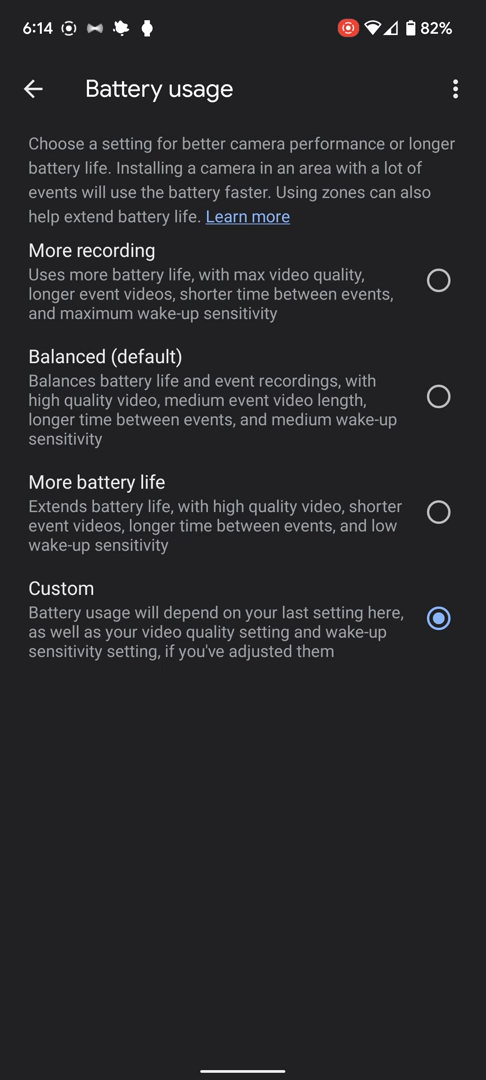 6:14
82%
Battery usage
Choose a setting for better camera performance or longer
battery life. Installing a camera in an area with a lot of
events will use the battery faster. Using zones can also
help extend battery life. Learn more
More recording
Uses more battery life, with max video quality,
longer event videos, shorter time between events,
and maximum wake-up sensitivity
Balanced (default)
Balances battery life and event recordings, with
high quality video, medium event video length,
longer time between events, and medium wake-up
sensitivity
More battery life
Extends battery life, with high quality video, shorter
event videos, longer time between events, and low
wake-up sensitivity
Custom
Battery usage will depend on your last setting here,
as well as your video quality setting and wake-up
sensitivity setting, if you've adjusted them